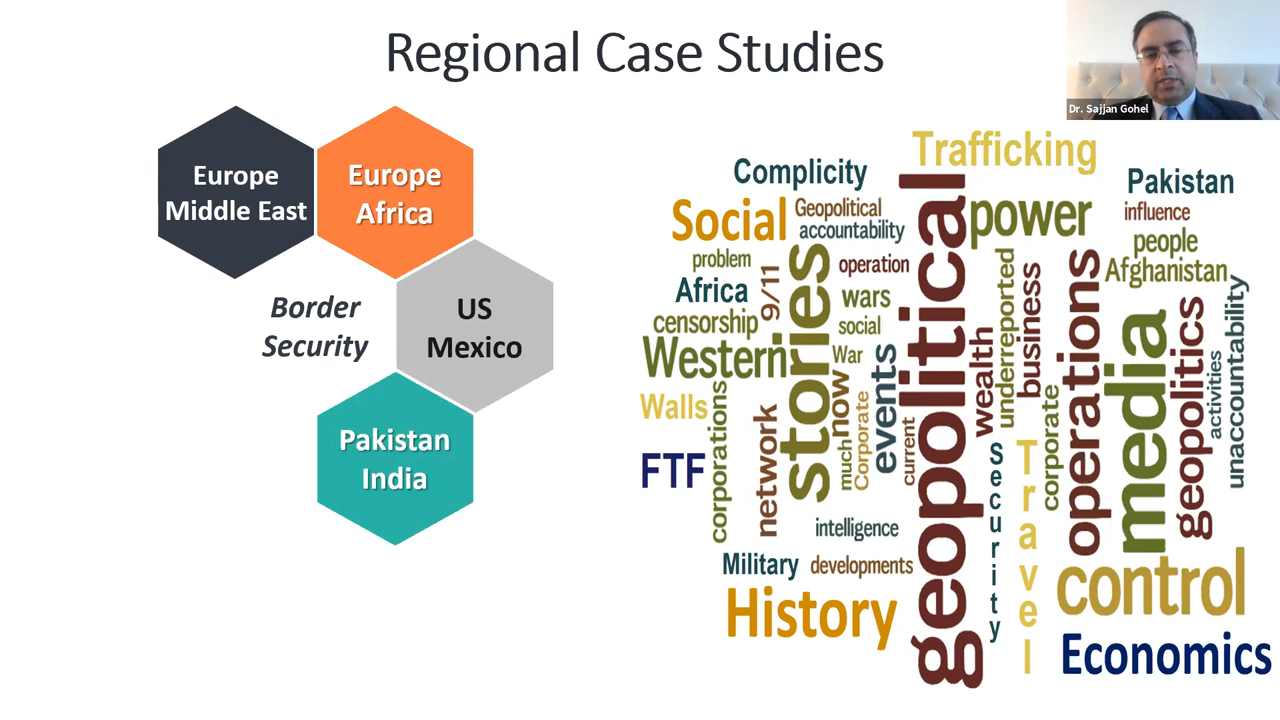 Regional Case Studies
Dr. Sajjan Gohel
Europe
Middle East
Europe
Africa
Border
Security
US
Mexico
Pakistan
India
Trafficking
Complicity
Pakistan
Social
Geopolitical
accountability
power
influence
people
problem
9/11
operation
Afghanistan
Africa
wars
censorship
social
Western
stories
War
now
much
Corporate
events
current
geopolitical
wealth
underreported
business
corporate
operations
media
geopolitics
activities
unaccountability
Walls
FTF
corporations
network
Security
Travel
intelligence
Military
developments
control
History
Economics